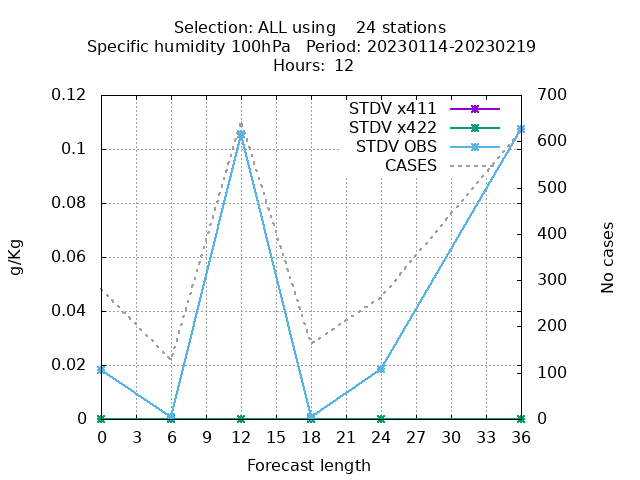 Selection: ALL using    24 stations
Specific humidity 100hPa   Period: 20230114-20230219
Hours:  12
STDV x411
STDV x422
STDV OBS
CASES
0.12
0.1
0.08
0.06
0.04
0.02
0
700
600
500
400
300
200
100
0
g/Kg
No cases
0 3 6 9 12 15 18 21 24 27 30 33 36
Forecast length